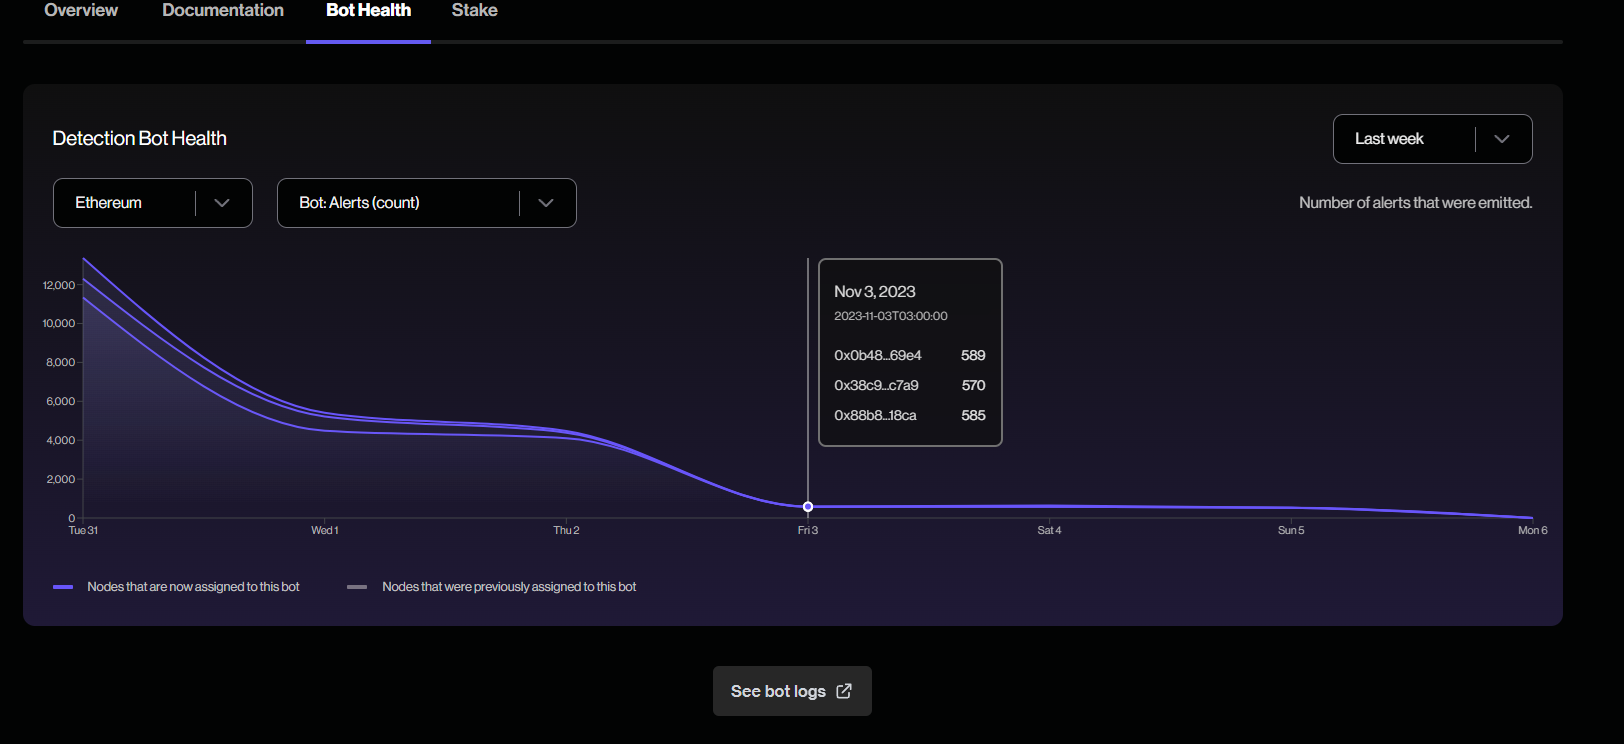 Overview Documentation Bot Health Stake
Detection Bot Health
Last week
Ethereum
Bot: Alerts (count)
Number of alerts that were emitted.
12,000
10,000
8,000
6,000
4,000
2,000
0
Nov 3, 2023
2023-11-03T03:00:00
0x0b48...69e4 589
0x38c9...c7a9 570
0x88b8...18ca 585
Tue 31 Wed 1 Thu 2 Fri 3 Sat 4 Sun 5 Mon 6
Nodes that are now assigned to this bot
Nodes that were previously assigned to this bot
See bot logs